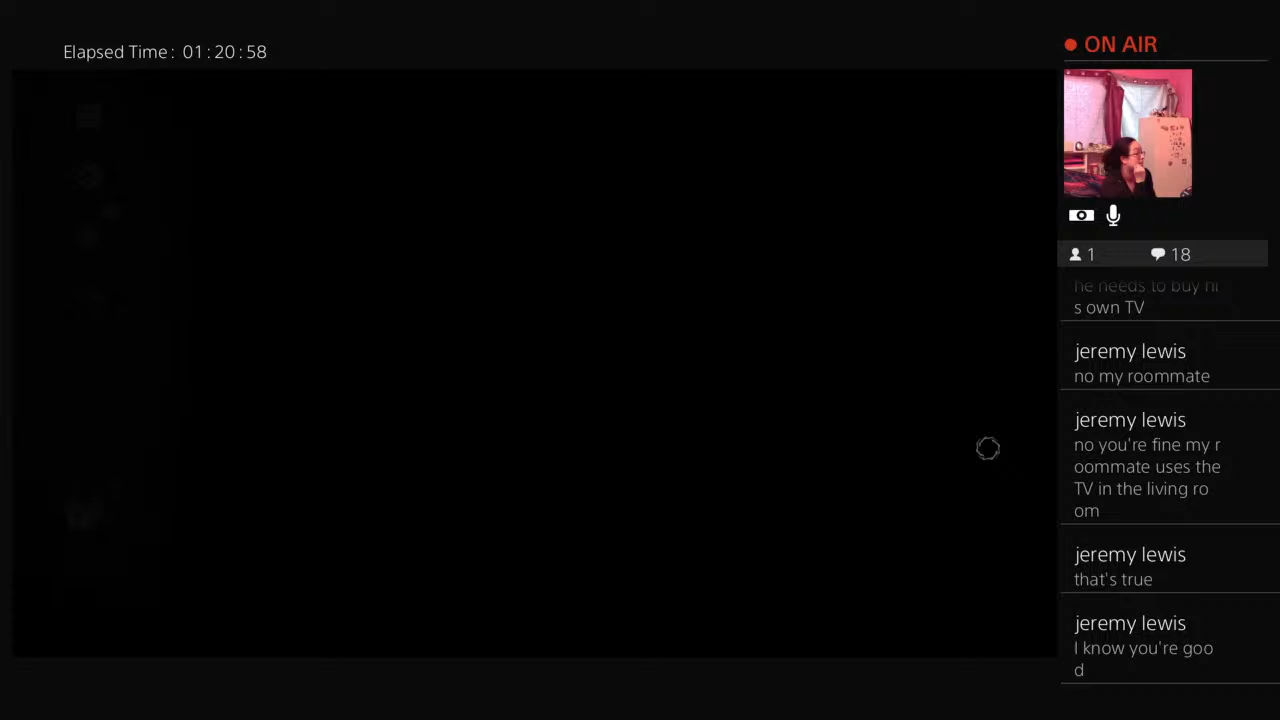 Elapsed Time: 01:20:58
ON AIR
1
18
he needs to buy hi
s own TV
jeremy lewis
no my roommate
jeremy lewis
no you're fine my r
oommate uses the
TV in the living ro
om
jeremy lewis
that's true
jeremy lewis
I know you're goo
d